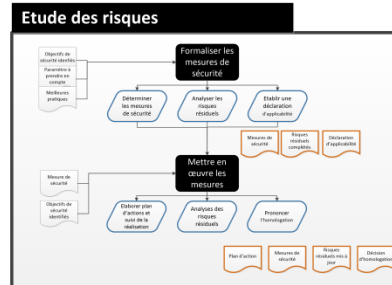 Etude des risques
Objectifs de
sécurité identifiés
Paramètre à
prendre en
compte
Meilleures
pratiques
Formaliser les
mesures de
sécurité
Déterminer
les mesures
de sécurité
Analyser les
risques
résiduels
Etablir une
déclaration
d'applicabilité
Mesures de
sécurité
Risques
résiduels
complétés
Déclaration
d'applicabilité
Mettre en
œuvre les
mesures
Mesure de
sécurité
Objectifs de
sécurité
identifiés
Elaborer plan
d'actions et
suivi de la
réalisation
Analyses des
risques
résiduels
Prononcer
l'homologation
Plan d'action
Mesures de
sécurité
Risques
résiduels mis à
jour
Décision
d'homologation